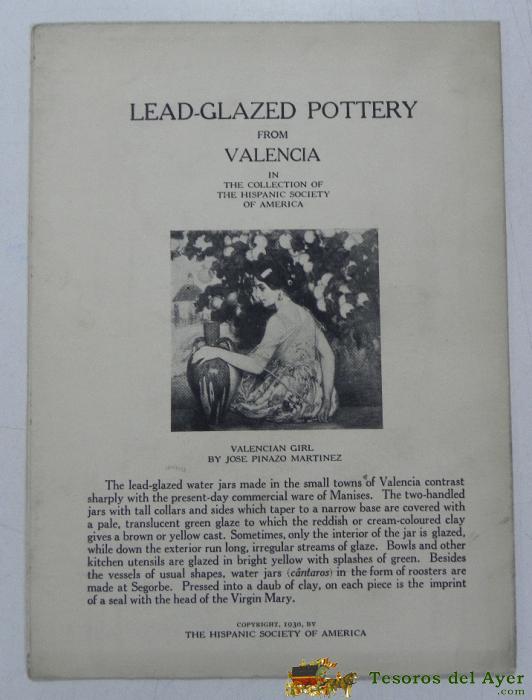 LEAD-GLAZED POTTERY
FROM
VALENCIA
IN
THE COLLECTION OF
THE HISPANIC SOCIETY
OF AMERICA
VALENCIAN GIRL
BY JOSE PINAZO MARTINEZ
The lead-glazed water jars made in the small towns of Valencia contrast
sharply with the present-day commercial ware of Manises. The two-handled
jars with tall collars and sides which taper to a narrow base are covered with
a pale, translucent green glaze to which the reddish or cream-coloured clay
gives a brown or yellow cast. Sometimes, only the interior of the jar is glazed,
while down the exterior run long, irregular streams of glaze. Bowls and other
kitchen utensils are glazed in bright yellow with splashes of green. Besides
the vessels of usual shapes, water jars (cántaros) in the form of roosters are
made at Segorbe. Pressed into a daub of clay, on each piece is the imprint
of a seal with the head of the Virgin Mary.
COPYRIGHT, 1930, BY
THE HISPANIC SOCIETY OF AMERICA
Tesoros del Ayer
.com